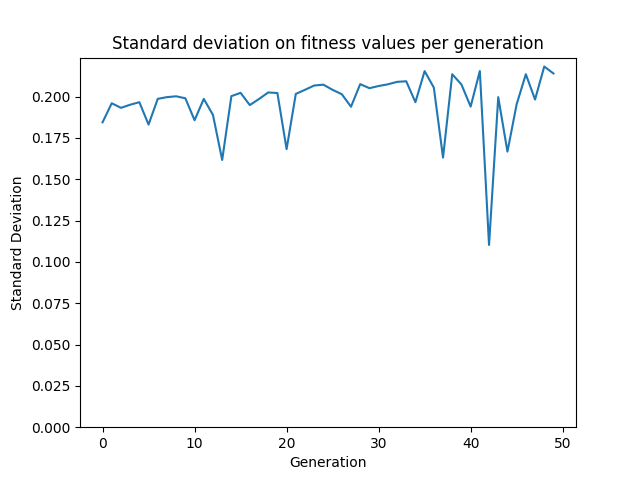 Standard deviation on fitness values per generation
0.200
0.175
0.150
0.125
0.100
0.075
0.050
0.025
0.000
Standard Deviation
0 10 20 30 40 50
Generation